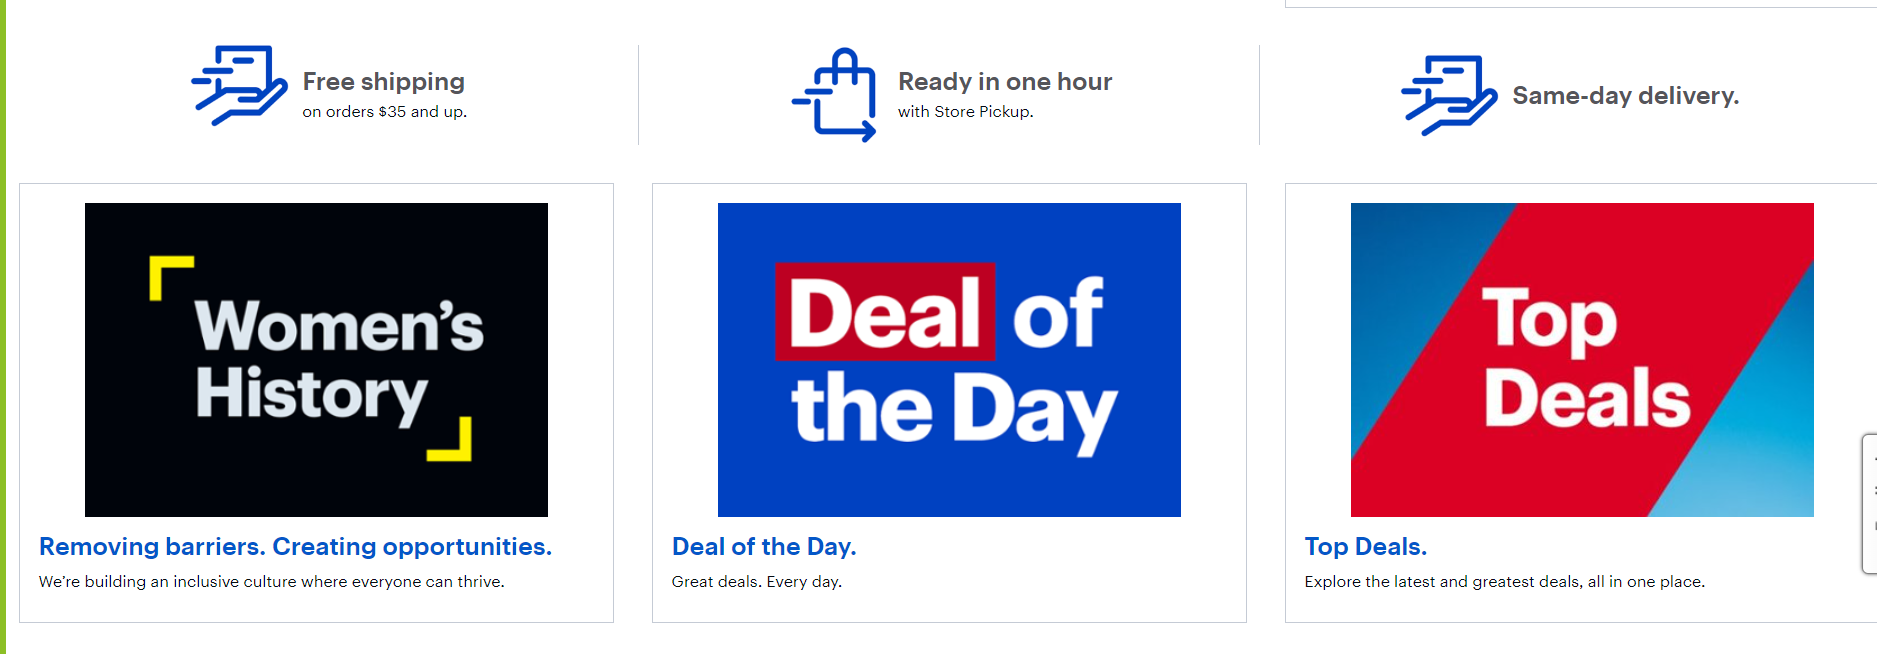 Free shipping
on orders $35 and up.
Ready in one hour
with Store Pickup.
Same-day delivery.
Women’s
History
Removing barriers. Creating opportunities.
We’re building an inclusive culture where everyone can thrive.
Deal of
the Day
Deal of the Day.
Great deals. Every day.
Top
Deals
Top Deals.
Explore the latest and greatest deals, all in one place.